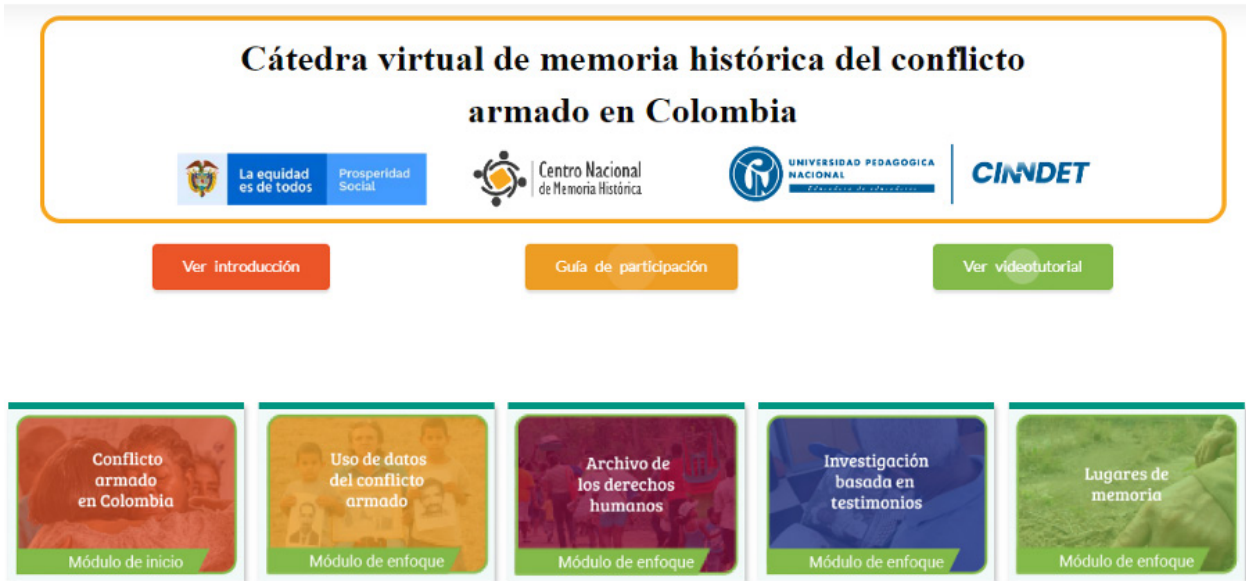 Cátedra virtual de memoria histórica del conflicto
armado en Colombia
La equidad
es de todos
Prosperidad
Social
Centro Nacional
de Memoria Histórica
UNIVERSIDAD PEDAGOGICA
NACIONAL
Educadora de educadores
CINNDET
Ver introducción
Guía de participación
Ver videotutorial
Conflicto
armado
en Colombia
Módulo de inicio
Uso de datos
del conflicto
armado
Módulo de enfoque
Archivo de
los derechos
humanos
Módulo de enfoque
Investigación
basada en
testimonios
Módulo de enfoque
Lugares de
memoria
Módulo de enfoque